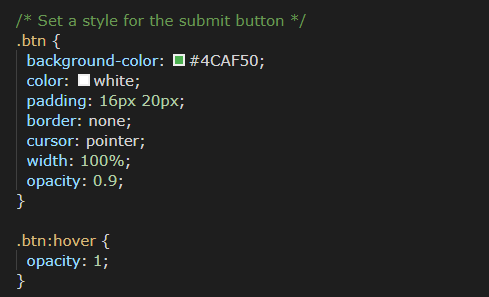 /* Set a style for the submit button */
.btn {
  background-color: #4CAF50;
  color: white;
  padding: 16px 20px;
  border: none;
  cursor: pointer;
  width: 100%;
  opacity: 0.9;
}

.btn:hover {
  opacity: 1;
}